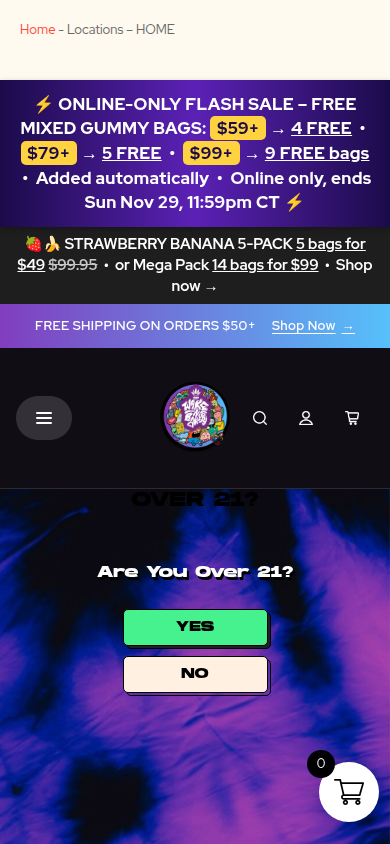 Home - Locations – HOME
⚡ ONLINE-ONLY FLASH SALE – FREE
MIXED GUMMY BAGS: $59+ → 4 FREE •
$79+ → 5 FREE • $99+ → 9 FREE bags
• Added automatically • Online only, ends
Sun Nov 29, 11:59pm CT ⚡
🍓🍌 STRAWBERRY BANANA 5-PACK 5 bags for
$49 $99.95 • or Mega Pack 14 bags for $99 • Shop
now →
FREE SHIPPING ON ORDERS $50+ Shop Now →
OVER 21?
Are You Over 21?
YES
NO
0